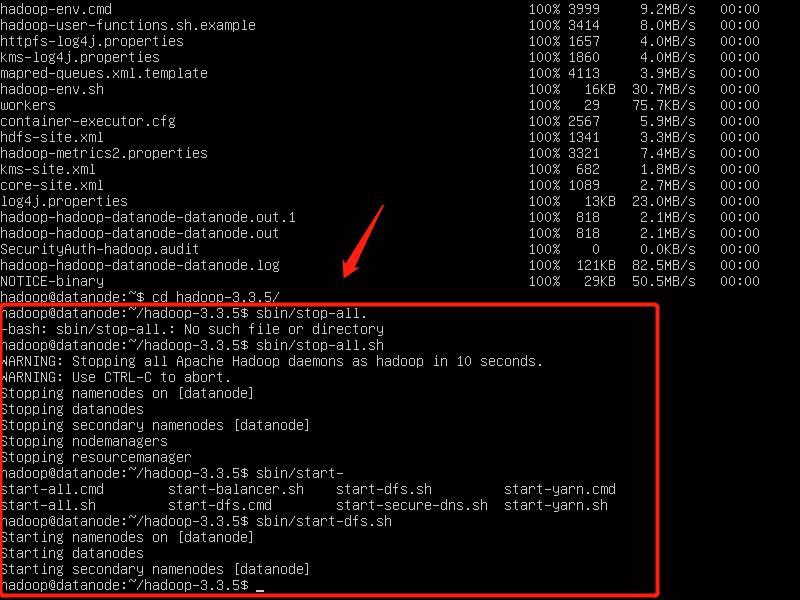 hadoop-env.cmd 100% 3999 9.2MB/s 00:00
hadoop-user-functions.sh.example 100% 3414 8.0MB/s 00:00
httpfs-log4j.properties 100% 1657 4.0MB/s 00:00
kms-log4j.properties 100% 1860 4.0MB/s 00:00
mapred-queues.xml.template 100% 4113 3.9MB/s 00:00
hadoop-env.sh 100% 16KB 30.7MB/s 00:00
workers 100% 29 75.7KB/s 00:00
container-executor.cfg 100% 2567 5.9MB/s 00:00
hdfs-site.xml 100% 1341 3.3MB/s 00:00
hadoop-metrics2.properties 100% 3321 7.4MB/s 00:00
kms-site.xml 100% 682 1.8MB/s 00:00
core-site.xml 100% 1089 2.7MB/s 00:00
log4j.properties 100% 13KB 23.0MB/s 00:00
hadoop-hadoop-datanode-datanode.out.1 100% 818 2.1MB/s 00:00
hadoop-hadoop-datanode-datanode.out 100% 818 2.1MB/s 00:00
SecurityAuth-hadoop.audit 100% 0 0.0KB/s 00:00
hadoop-hadoop-datanode-datanode.log 100% 121KB 82.5MB/s 00:00
NOTICE-binary 100% 29KB 50.5MB/s 00:00
hadoop@datanode:~$ cd hadoop-3.3.5/
hadoop@datanode:~/hadoop-3.3.5$ sbin/stop-all.
-bash: sbin/stop-all.: No such file or directory
hadoop@datanode:~/hadoop-3.3.5$ sbin/stop-all.sh
WARNING: Stopping all Apache Hadoop daemons as hadoop in 10 seconds.
WARNING: Use CTRL-C to abort.
Stopping namenodes on [datanode]
Stopping datanodes
Stopping secondary namenodes [datanode]
Stopping nodemanagers
Stopping resourcemanager
hadoop@datanode:~/hadoop-3.3.5$ sbin/start-
start-all.cmd start-balancer.sh start-dfs.sh start-yarn.cmd
start-all.sh start-dfs.cmd start-secure-dns.sh start-yarn.sh
hadoop@datanode:~/hadoop-3.3.5$ sbin/start-dfs.sh
Starting namenodes on [datanode]
Starting datanodes
Starting secondary namenodes [datanode]
hadoop@datanode:~/hadoop-3.3.5$ _